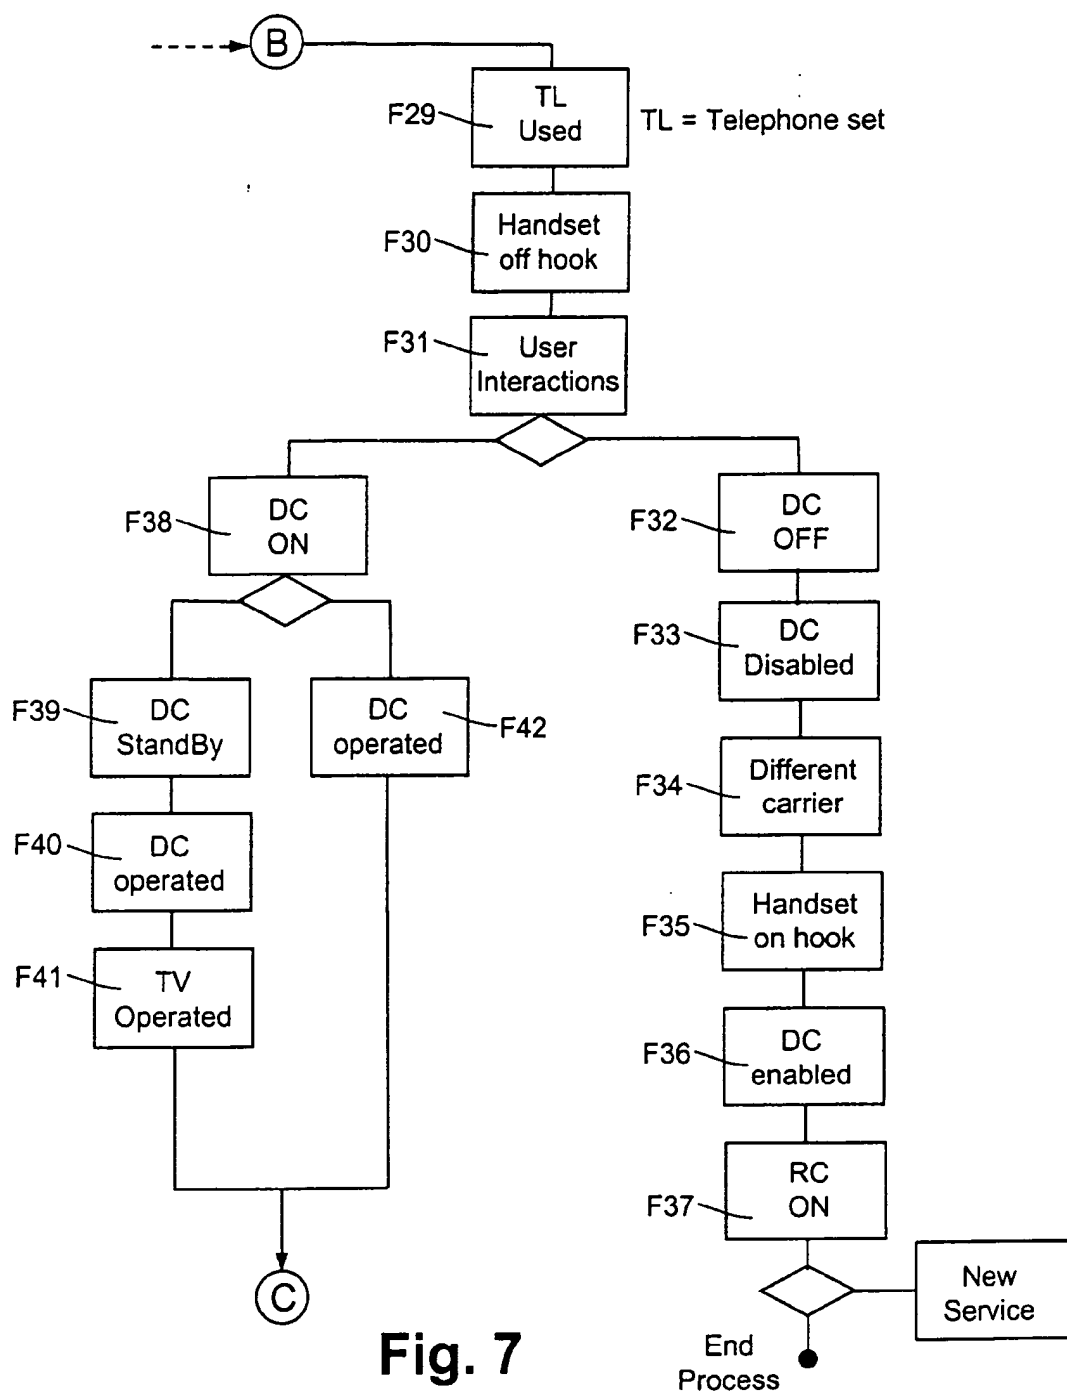 B
TL
Used
F29
TL = Telephone set
Handset
off hook
F30
User
Interactions
F31
DC
ON
F38
DC
OFF
F32
DC
Disabled
F33
DC
StandBy
F39
DC
operated
F42
Different
carrier
F34
DC
operated
F40
Handset
on hook
F35
TV
Operated
F41
DC
enabled
F36
RC
ON
F37
New
Service
C
End
Process
Fig. 7